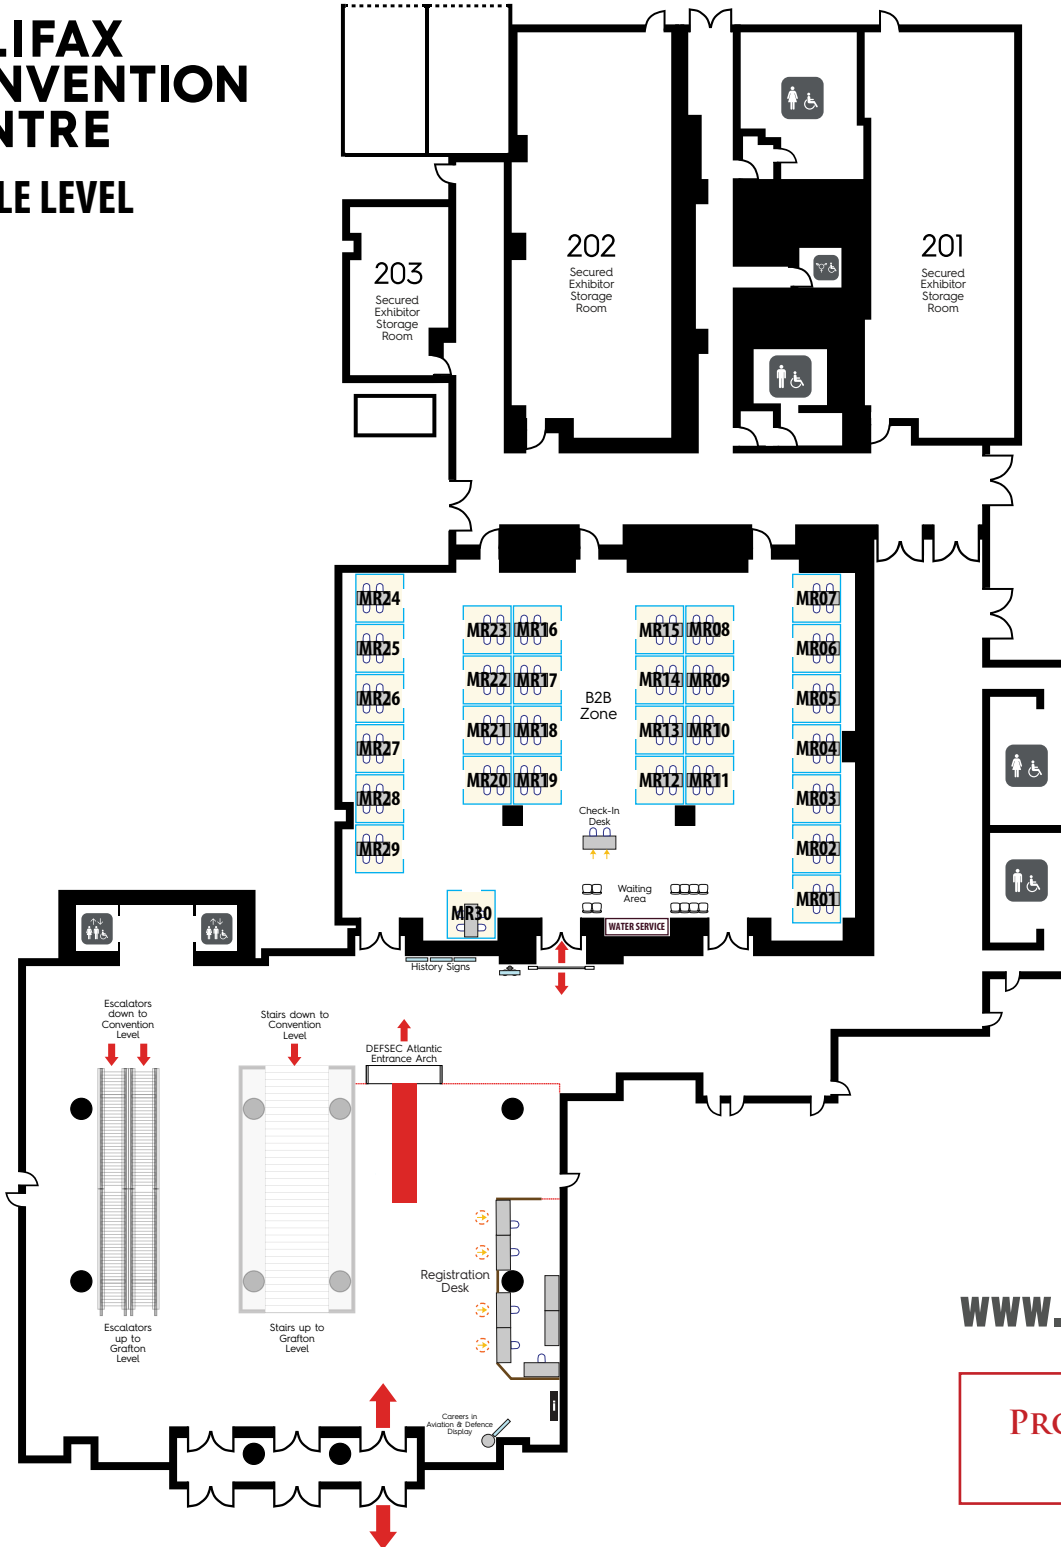 LIFAX
NVENTION
NTRE
LE LEVEL
203
Secured
Exhibitor
Storage
Room
202
Secured
Exhibitor
Storage
Room
201
Secured
Exhibitor
Storage
Room
MR24
MR25
MR26
MR27
MR28
MR29
MR30
MR23
MR16
MR22
MR17
MR21
MR18
MR20
MR19
B2B
Zone
MR15
MR08
MR14
MR09
MR13
MR10
MR12
MR11
MR07
MR06
MR05
MR04
MR03
MR02
MR01
Check-In
Desk
Waiting
Area
WATER SERVICE
History Signs
Escalators
down to
Convention
Level
Stairs down to
Convention
Level
DEFSEC Atlantic
Entrance Arch
Registration
Desk
Escalators
up to
Grafton
Level
Stairs up to
Grafton
Level
Careers in
Aviation & Defence
Display
i
www.
PRO